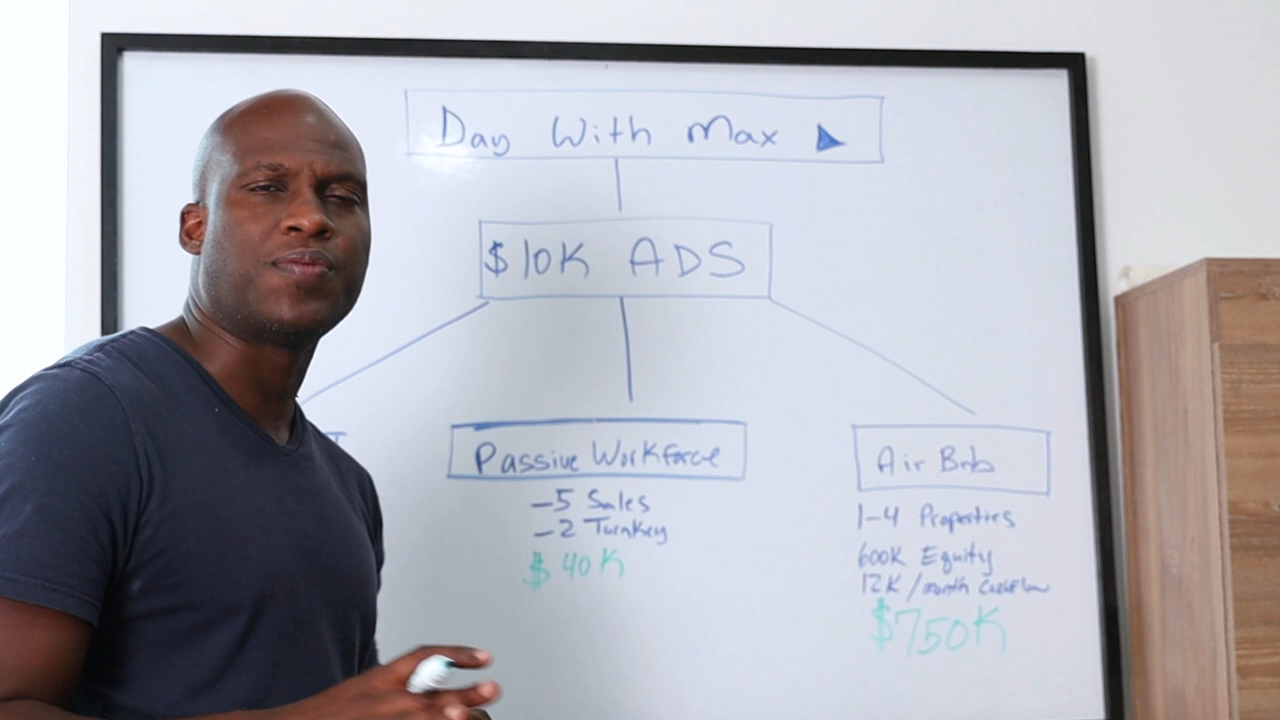 Day With Max
$10K ADS
Passive Workforce
-5 Sales
-2 Turnkey
$40K
Air Bnb
1-4 Properties
600K Equity
12K/month Cashflow
$750K